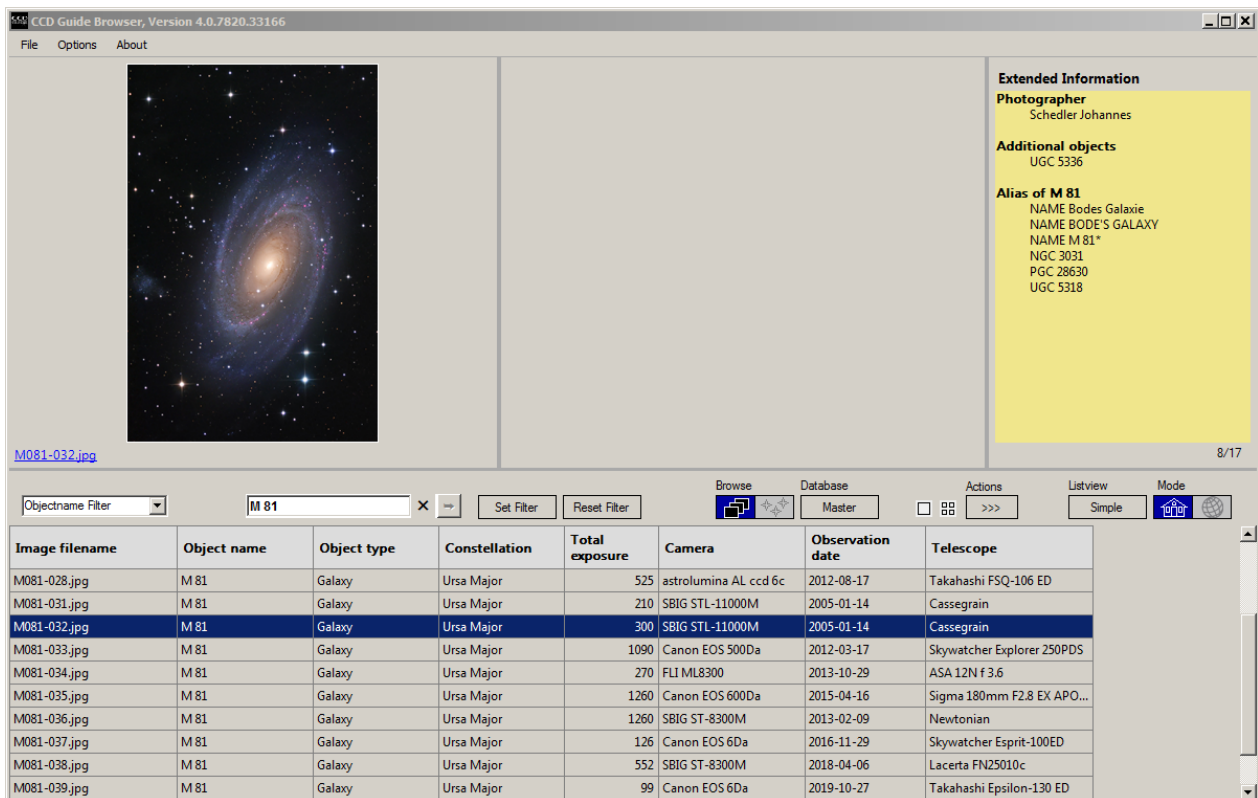 CCD Guide Browser, Version 4.0.7820.33166
File Options About
M081-032.jpg
Extended Information
Photographer
Schedler Johannes
Additional objects
UGC 5336
Alias of M 81
NAME Bodes Galaxie
NAME BODE'S GALAXY
NAME M 81*
NGC 3031
PGC 28630
UGC 5318
8/17
Browse Database Actions Listview Mode
Objectname Filter M 81 Set Filter Reset Filter Master >>> Simple
Image filename Object name Object type Constellation Total exposure Camera Observation date Telescope
M081-028.jpg M 81 Galaxy Ursa Major 525 astrolumina AL ccd 6c 2012-08-17 Takahashi FSQ-106 ED
M081-031.jpg M 81 Galaxy Ursa Major 210 SBIG STL-11000M 2005-01-14 Cassegrain
M081-032.jpg M 81 Galaxy Ursa Major 300 SBIG STL-11000M 2005-01-14 Cassegrain
M081-033.jpg M 81 Galaxy Ursa Major 1090 Canon EOS 500Da 2012-03-17 Skywatcher Explorer 250PDS
M081-034.jpg M 81 Galaxy Ursa Major 270 FLI ML8300 2013-10-29 ASA 12N f 3.6
M081-035.jpg M 81 Galaxy Ursa Major 1260 Canon EOS 600Da 2015-04-16 Sigma 180mm F2.8 EX APO...
M081-036.jpg M 81 Galaxy Ursa Major 1260 SBIG ST-8300M 2013-02-09 Newtonian
M081-037.jpg M 81 Galaxy Ursa Major 126 Canon EOS 6Da 2016-11-29 Skywatcher Esprit-100ED
M081-038.jpg M 81 Galaxy Ursa Major 552 SBIG ST-8300M 2018-04-06 Lacerta FN25010c
M081-039.jpg M 81 Galaxy Ursa Major 99 Canon EOS 6Da 2019-10-27 Takahashi Epsilon-130 ED